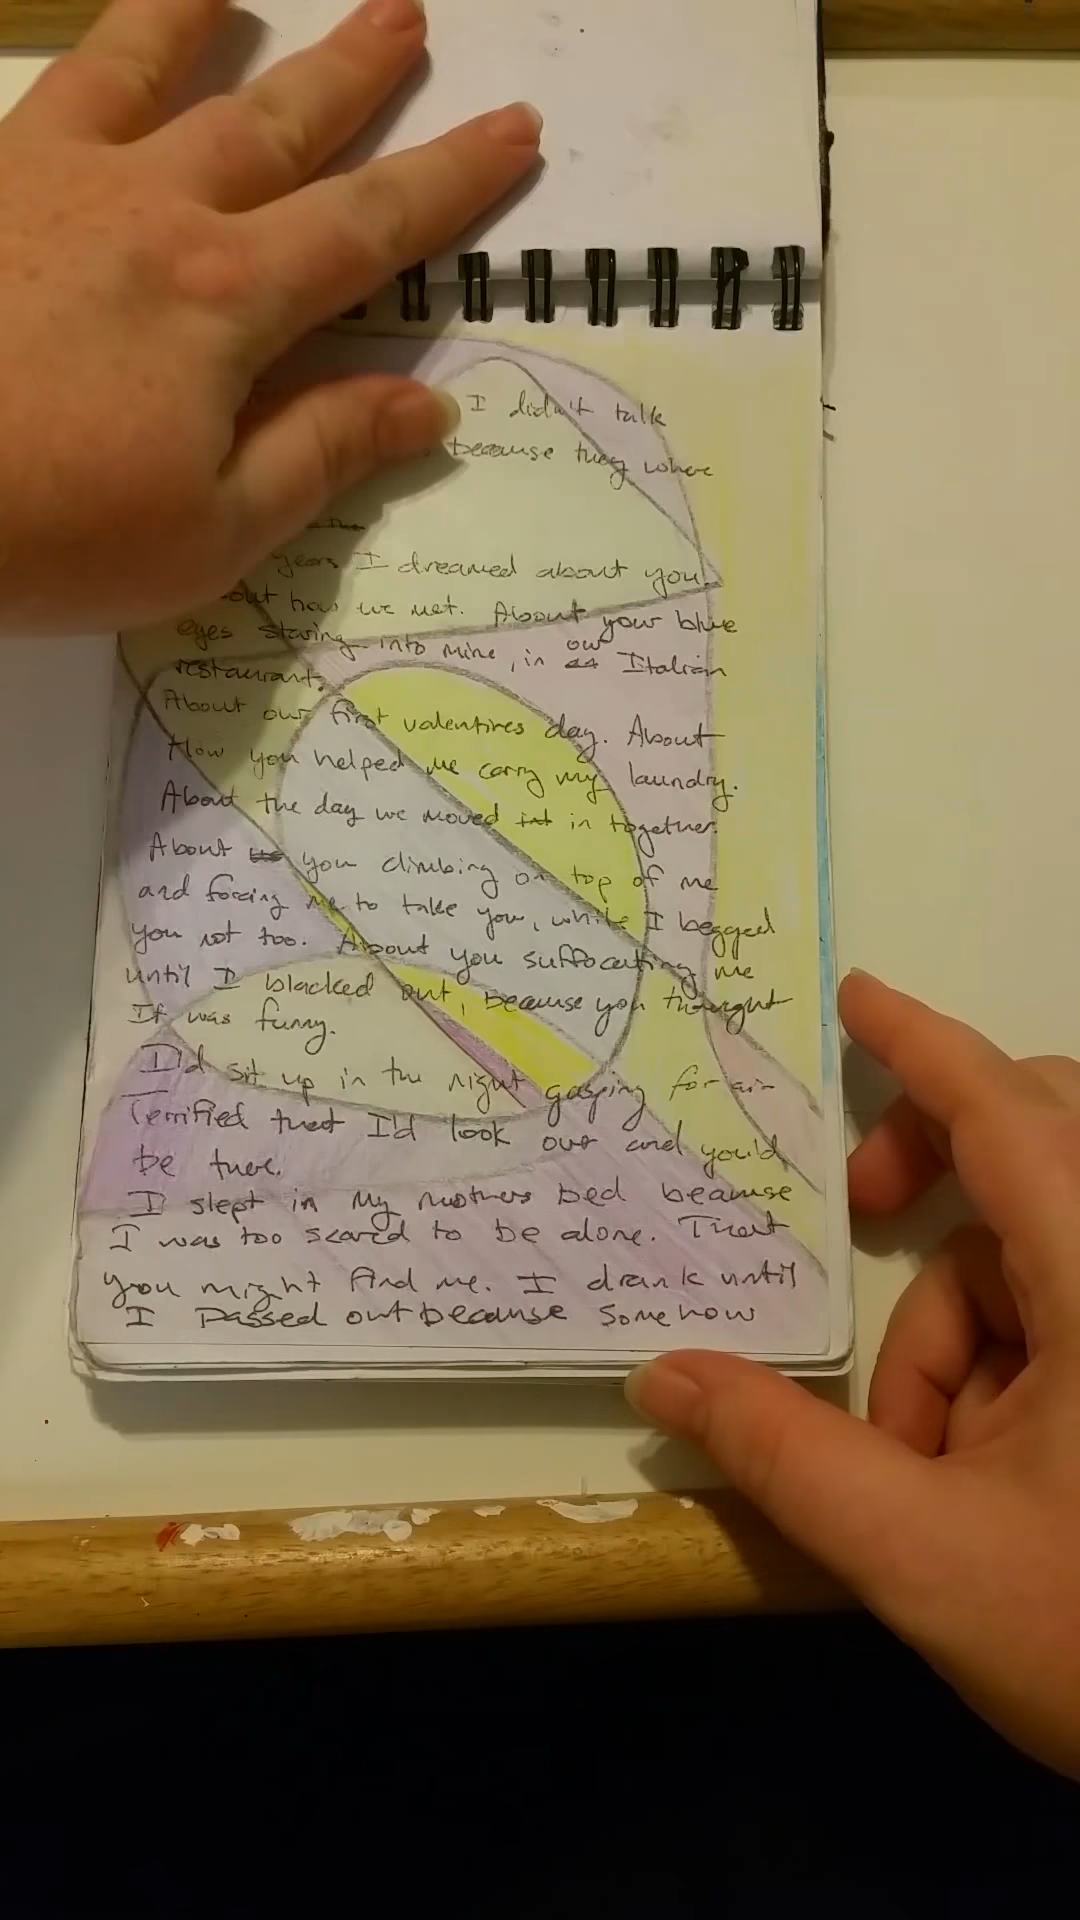 I didn't talk
because they where
years I dreamed about you.
out how we met. About your blue
eyes staring into mine, in our Italian
restaurant.
About our first valentines day. About
How you helped me carry my laundry.
About the day we moved int in together.
About you climbing on top of me
and forcing me to take you, while I begged
you not too. About you suffocating me
until I blacked out, because you thought
It was funny.
I'd sit up in the night gasping for air
Terrified that I'd look over and you'd
be there.
I slept in my mothers bed because
I was too scared to be alone. That
you might find me. I drank until
I passed out because somehow